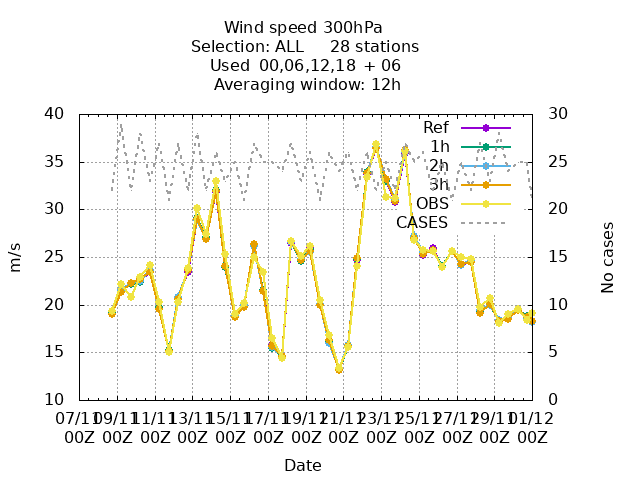 Wind speed 300hPa
Selection: ALL 28 stations
Used 00,06,12,18 + 06
Averaging window: 12h
40 30
Ref
1h
35 25
2h
3h
30 20
OBS
CASES
m/s
No cases
25 15
20 10
15 5
10 0
07/11 09/11 11/11 13/11 15/11 17/11 19/11 21/11 23/11 25/11 27/11 29/11 01/12
00Z 00Z 00Z 00Z 00Z 00Z 00Z 00Z 00Z 00Z 00Z 00Z 00Z
Date